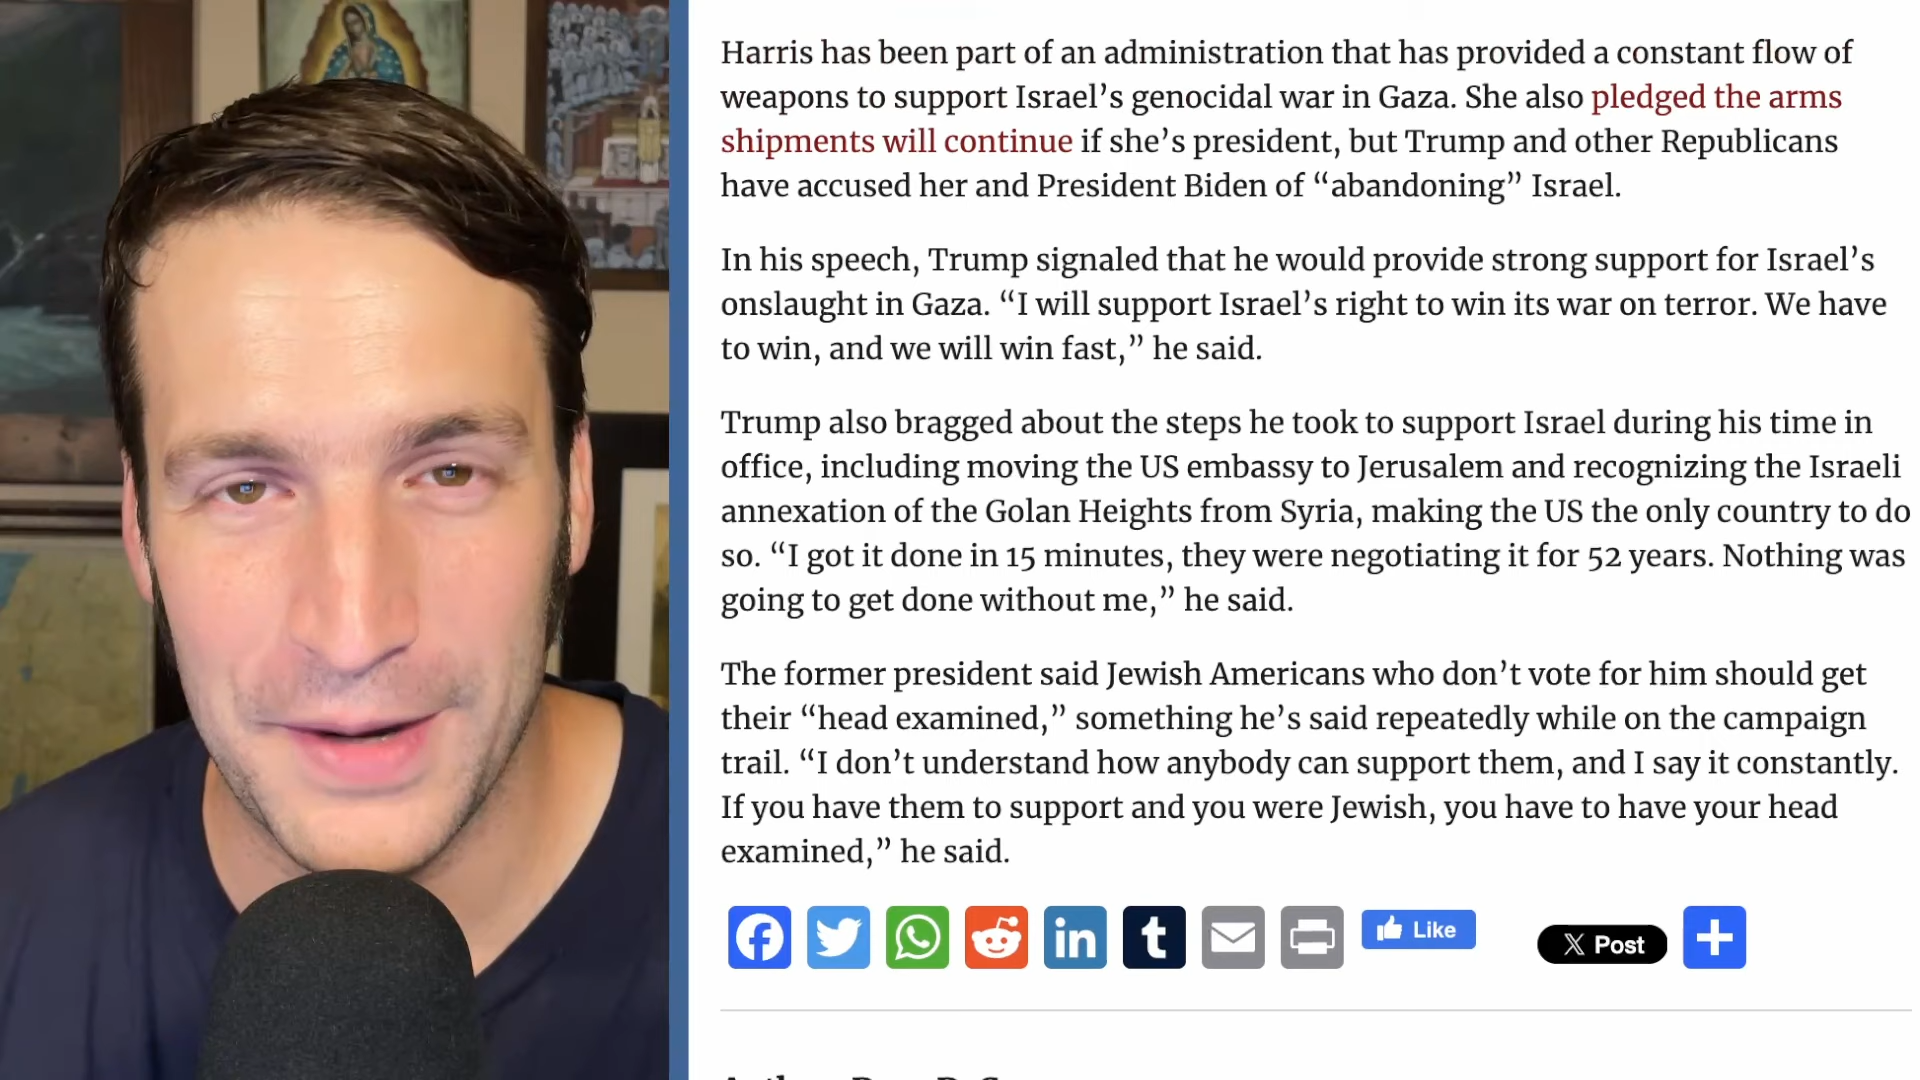 Harris has been part of an administration that has provided a constant flow of
weapons to support Israel’s genocidal war in Gaza. She also pledged the arms
shipments will continue if she’s president, but Trump and other Republicans
have accused her and President Biden of “abandoning” Israel.
In his speech, Trump signaled that he would provide strong support for Israel’s
onslaught in Gaza. “I will support Israel’s right to win its war on terror. We have
to win, and we will win fast,” he said.
Trump also bragged about the steps he took to support Israel during his time in
office, including moving the US embassy to Jerusalem and recognizing the Israeli
annexation of the Golan Heights from Syria, making the US the only country to do
so. “I got it done in 15 minutes, they were negotiating it for 52 years. Nothing was
going to get done without me,” he said.
The former president said Jewish Americans who don’t vote for him should get
their “head examined,” something he’s said repeatedly while on the campaign
trail. “I don’t understand how anybody can support them, and I say it constantly.
If you have them to support and you were Jewish, you have to have your head
examined,” he said.
in t Like X Post